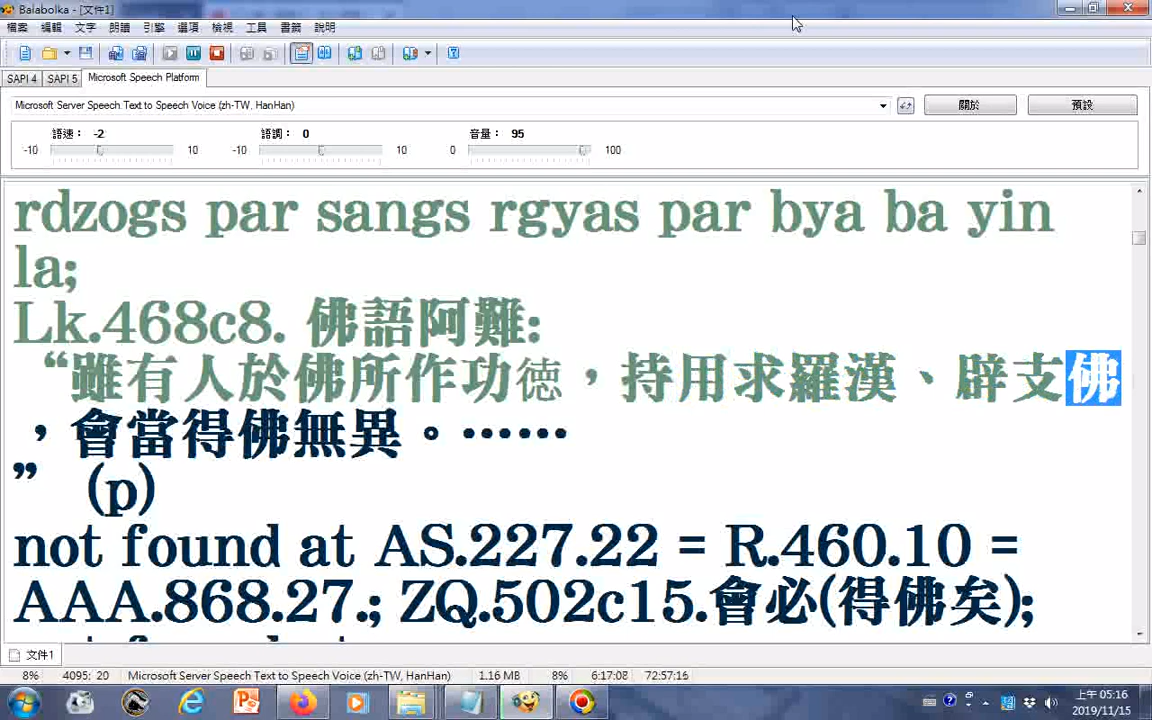 Balabolka - [文件1]
檔案 編輯 文字 朗讀 引擎 選項 檢視 工具 書籤 說明
SAPI 4 SAPI 5 Microsoft Speech Platform
Microsoft Server Speech Text to Speech Voice (zh-TW, HanHan) 關於 預設
語速： -2 語調： 0 音量： 95
-10 10 -10 10 0 100
rdzogs par sangs rgyas par bya ba yin
la;
Lk.468c8. 佛語阿難:
“雖有人於佛所作功徳，持用求羅漢、辟支佛
，會當得佛無異。……
” (p)
not found at AS.227.22 = R.460.10 =
AAA.868.27.; ZQ.502c15.會必(得佛矣);
文件1
8% 4095: 20 Microsoft Server Speech Text to Speech Voice (zh-TW, HanHan) 1.16 MB 8% 6:17:08 72:57:16
上午 05:16
2019/11/15